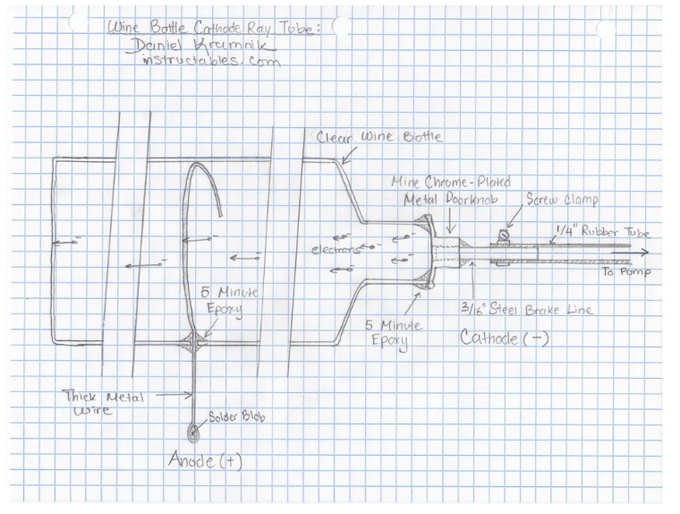 Wine Bottle Cathode Ray Tube:
Daniel Kramnik
instructables.com
Clear Wine Bottle
Mine Chrome-Plated
Metal Doorknob
Screw Clamp
1/4" Rubber Tube
electrons
To Pump
5 Minute
Epoxy
3/16" Steel Brake Line
5 Minute
Epoxy
Cathode (-)
Thick Metal
Wire
Solder Blob
Anode (+)